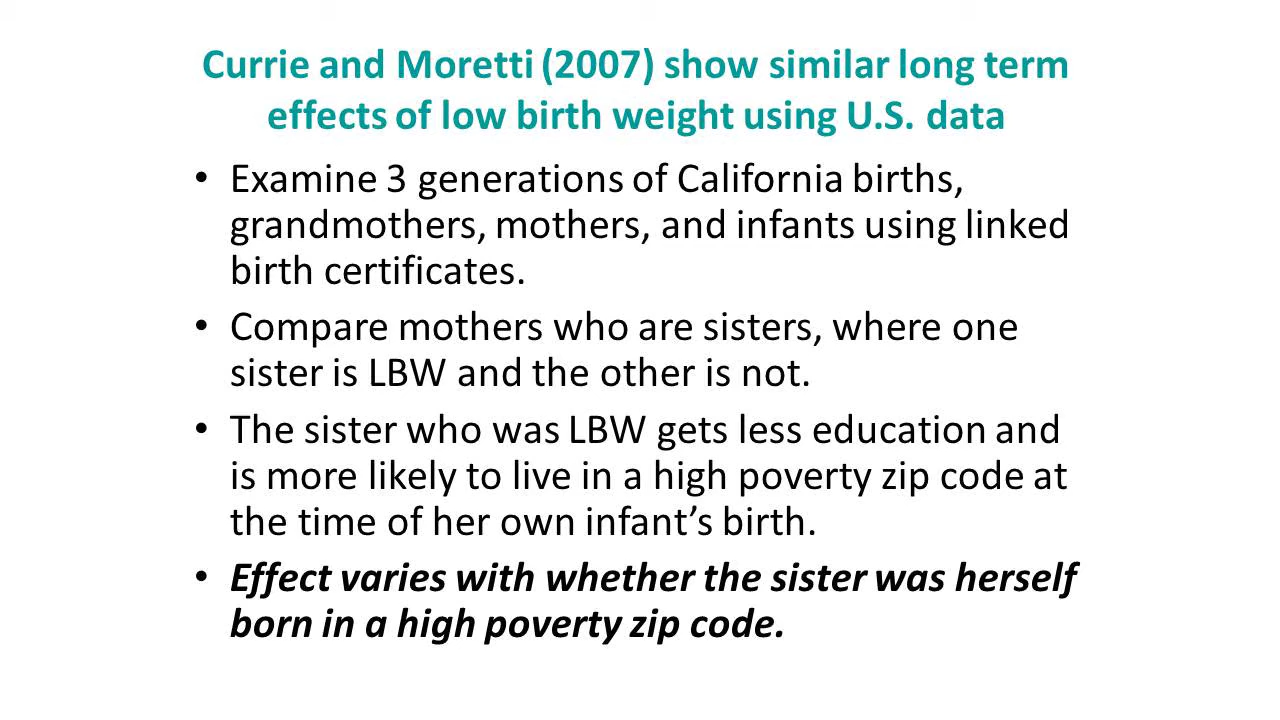 Currie and Moretti (2007) show similar long term
effects of low birth weight using U.S. data
• Examine 3 generations of California births,
grandmothers, mothers, and infants using linked
birth certificates.
• Compare mothers who are sisters, where one
sister is LBW and the other is not.
• The sister who was LBW gets less education and
is more likely to live in a high poverty zip code at
the time of her own infant’s birth.
• Effect varies with whether the sister was herself
born in a high poverty zip code.